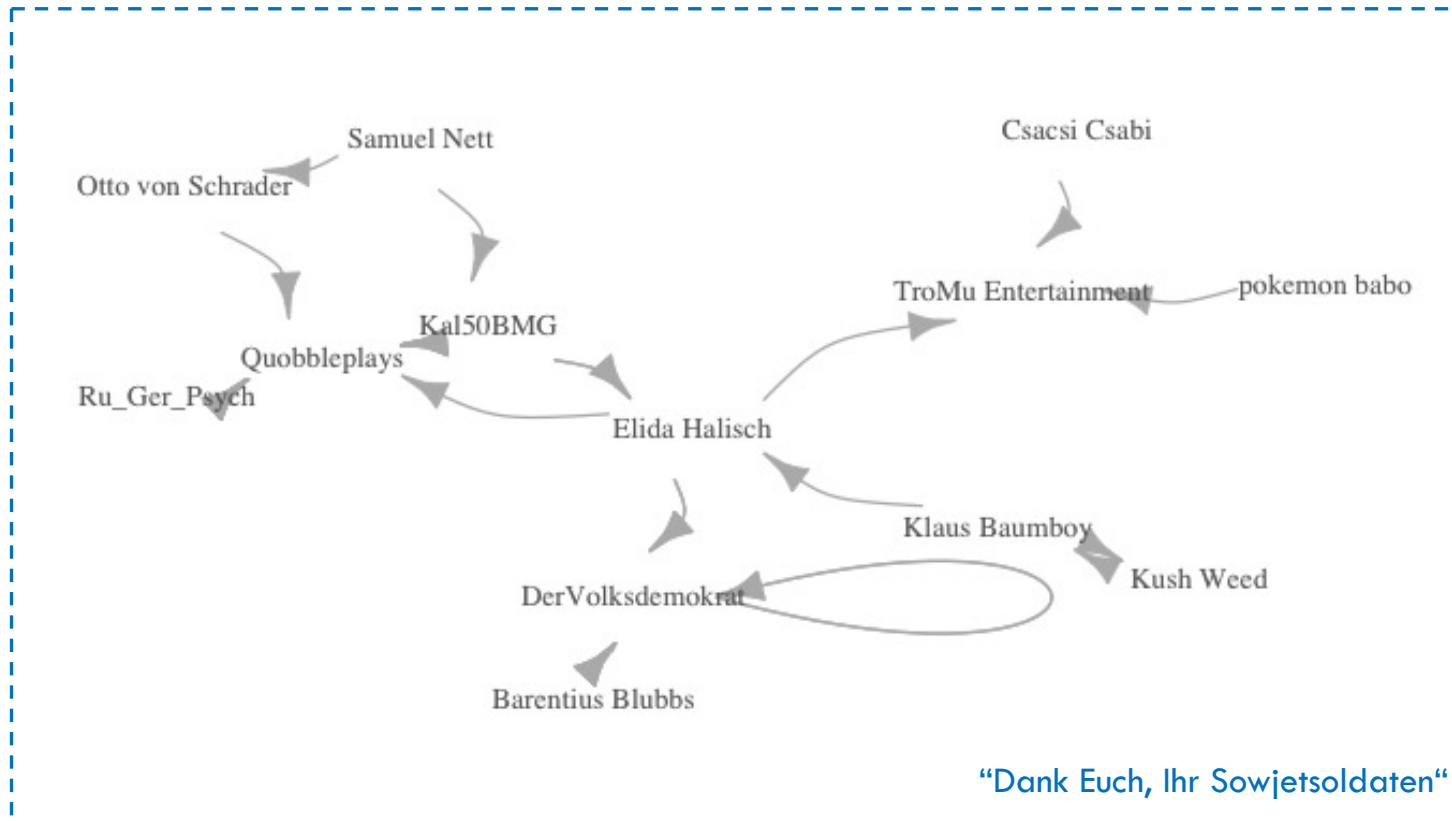 Csacsi Csabi
Samuel Nett
Otto von Schrader
TroMu Entertainment
pokemon babo
Kal50BMG
Quobbleplays
Ru_Ger_Psych
Elida Halisch
Klaus Baumboy
Kush Weed
DerVolksdemokrat
Barentius Blubbs
“Dank Euch, Ihr Sowjetsoldaten“